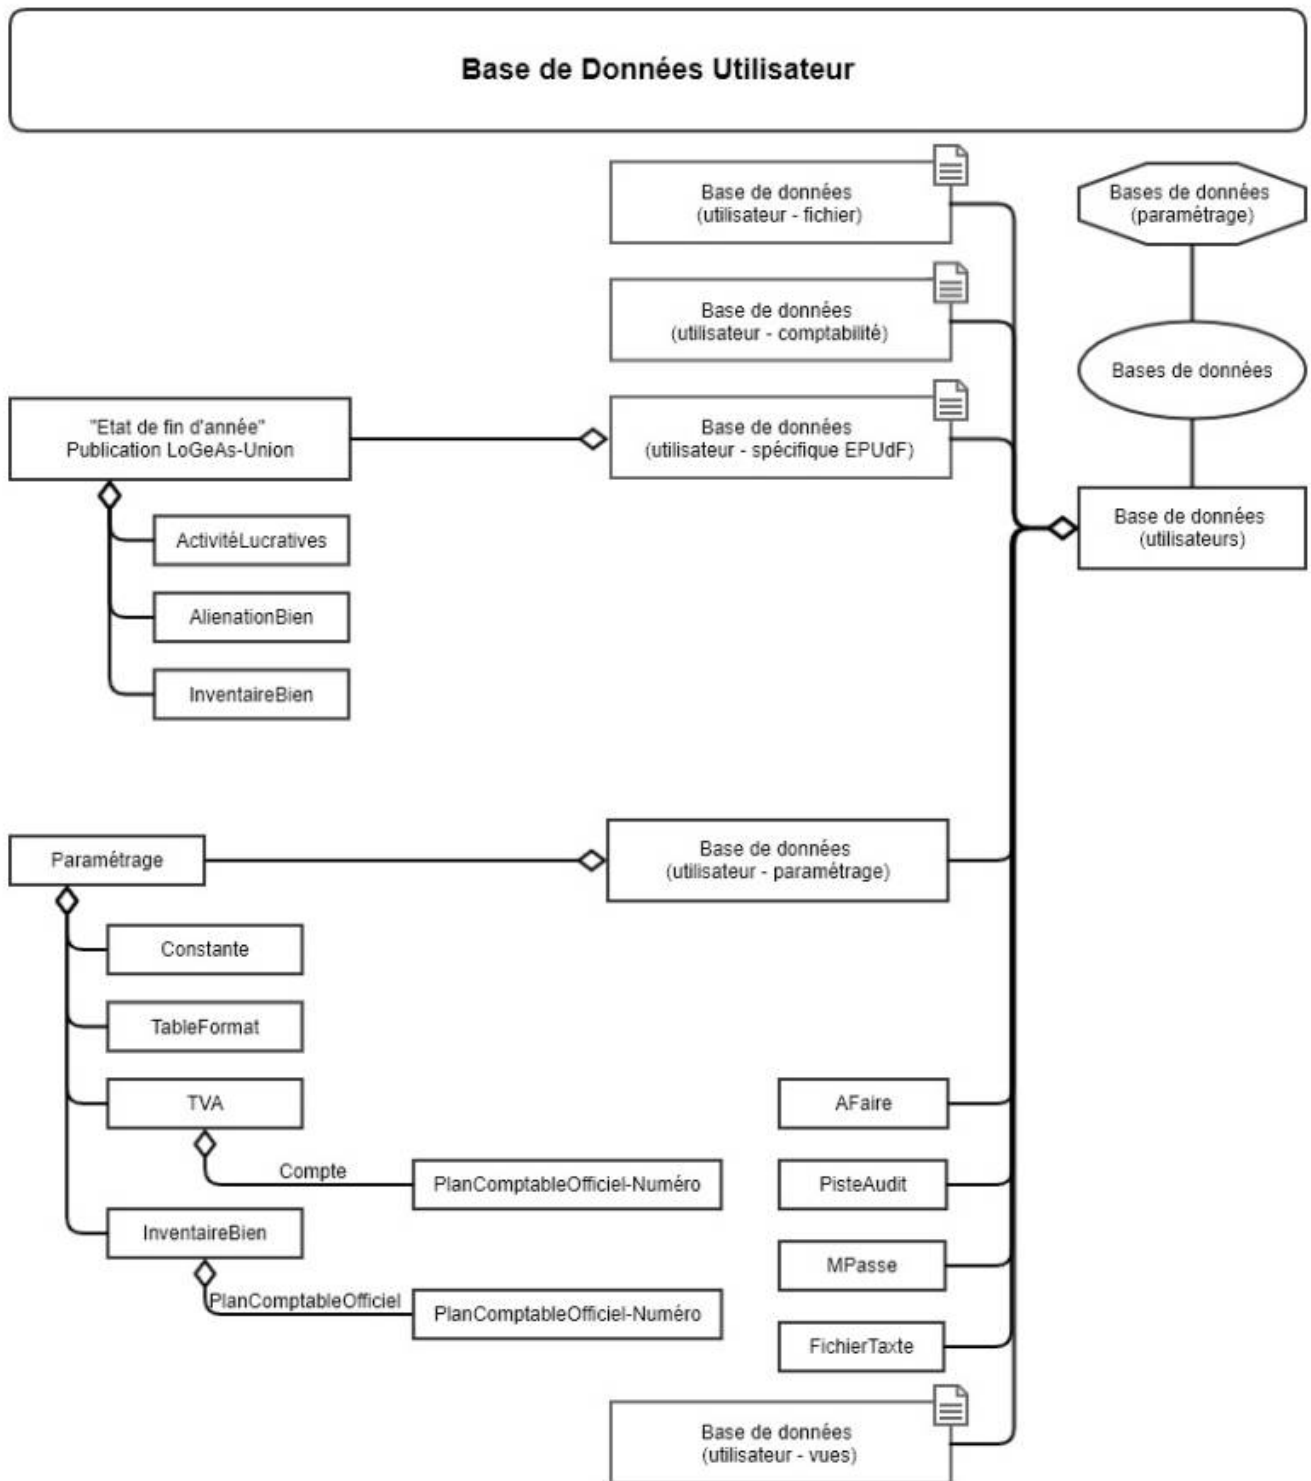 Base de Données Utilisateur
Base de données
(utilisateur - fichier)
Bases de données
(paramétrage)
Base de données
(utilisateur - comptabilité)
Bases de données
"Etat de fin d'année"
Publication LoGeAs-Union
Base de données
(utilisateur - spécifique EPUdF)
Base de données
(utilisateurs)
ActivitéLucratives
AlienationBien
InventaireBien
Paramétrage
Base de données
(utilisateur - paramétrage)
Constante
TableFormat
TVA
AFaire
Compte
PlanComptableOfficiel-Numéro
PisteAudit
InventaireBien
MPasse
PlanComptableOfficiel
PlanComptableOfficiel-Numéro
FichierTaxte
Base de données
(utilisateur - vues)